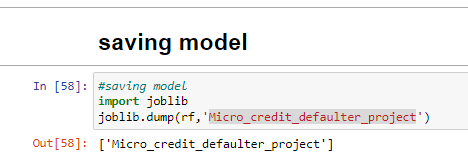 saving model
In [58]: #saving model
import joblib
joblib.dump(rf,'Micro_credit_defaulter_project')
Out[58]: ['Micro_credit_defaulter_project']